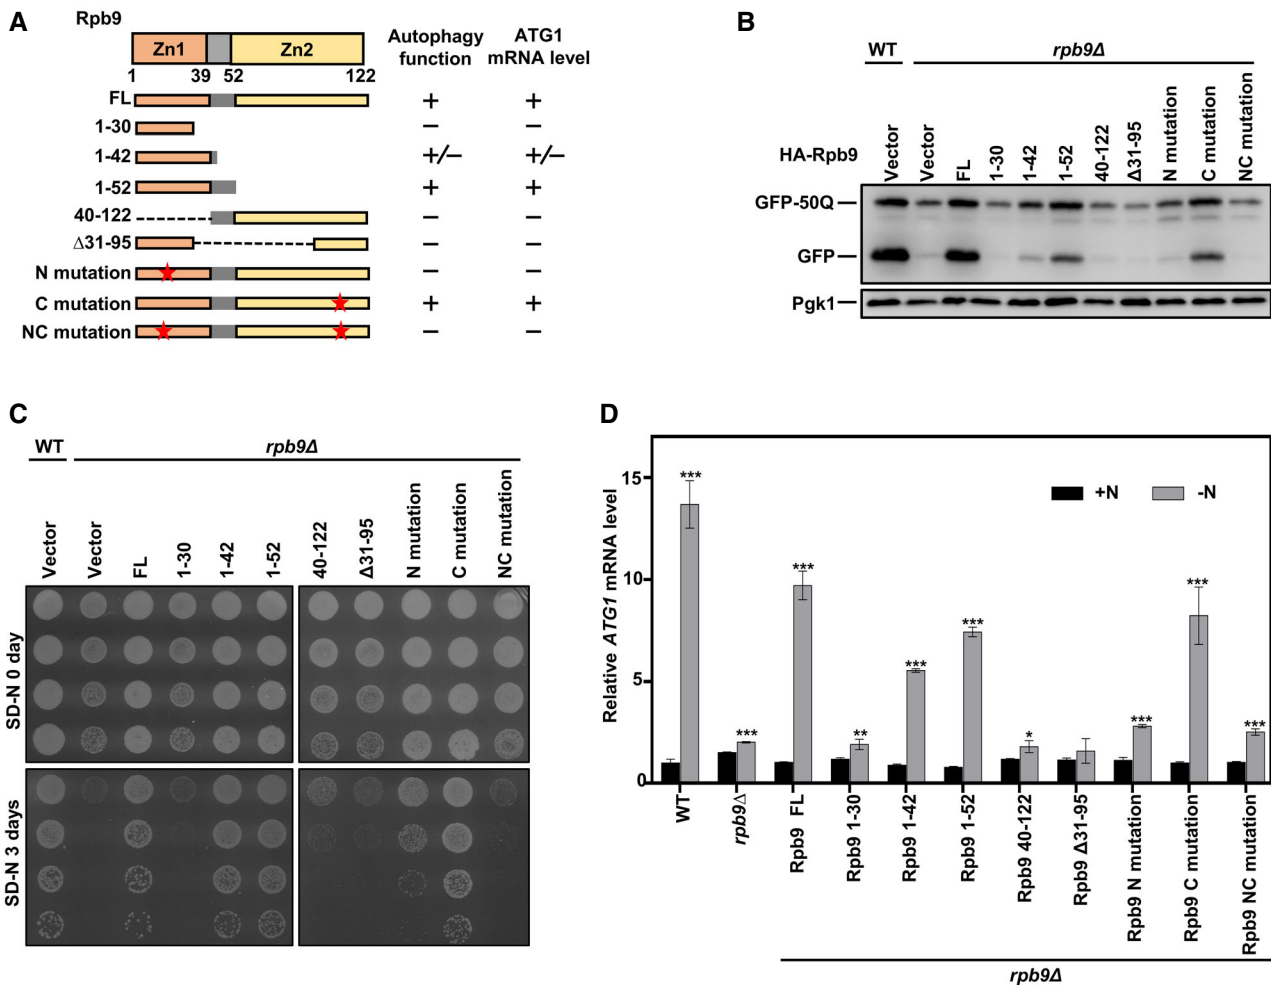 A
Rpb9
Zn1 Zn2
1 39 52 122
Autophagy function
ATG1 mRNA level
FL + +
1-30 − −
1-42 +/− +/−
1-52 + +
40-122 − −
Δ31-95 − −
N mutation − −
C mutation + +
NC mutation − −
B
WT rpb9Δ
HA-Rpb9 Vector Vector FL 1-30 1-42 1-52 40-122 Δ31-95 N mutation C mutation NC mutation
GFP-50Q
GFP
Pgk1
C
WT rpb9Δ
Vector Vector FL 1-30 1-42 1-52 40-122 Δ31-95 N mutation C mutation NC mutation
SD-N 0 day
SD-N 3 days
D
Relative ATG1 mRNA level
15
10
5
0
+N -N
*** *** *** ** *** *** * *** *** ***
WT rpb9Δ Rpb9 FL Rpb9 1-30 Rpb9 1-42 Rpb9 1-52 Rpb9 40-122 Rpb9 Δ31-95 Rpb9 N mutation Rpb9 C mutation Rpb9 NC mutation
rpb9Δ